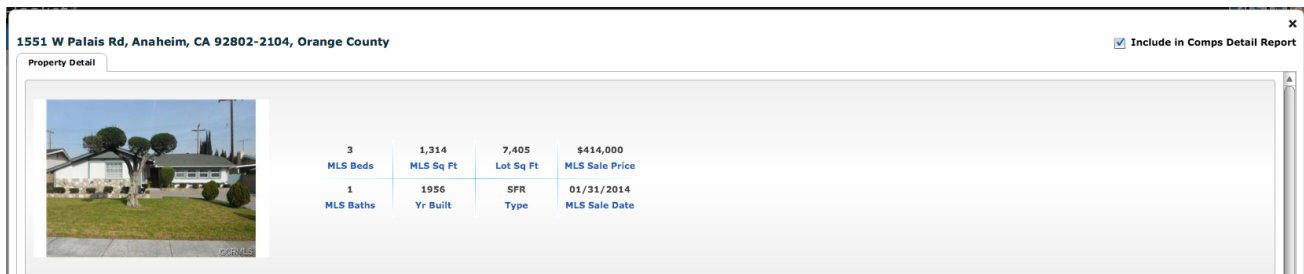 ×
1551 W Palais Rd, Anaheim, CA 92802-2104, Orange County
Include in Comps Detail Report
Property Detail
3 1,314 7,405 $414,000
MLS Beds MLS Sq Ft Lot Sq Ft MLS Sale Price
1 1956 SFR 01/31/2014
MLS Baths Yr Built Type MLS Sale Date